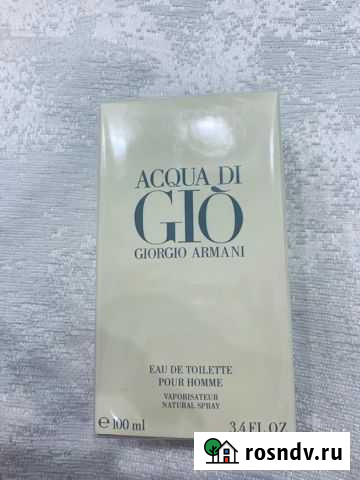 ACQUA DI
GIÒ
GIORGIO ARMANI
EAU DE TOILETTE
POUR HOMME
VAPORISATEUR
NATURAL SPRAY
℮ 100 ml 3.4 FL.OZ
rosndv.ru